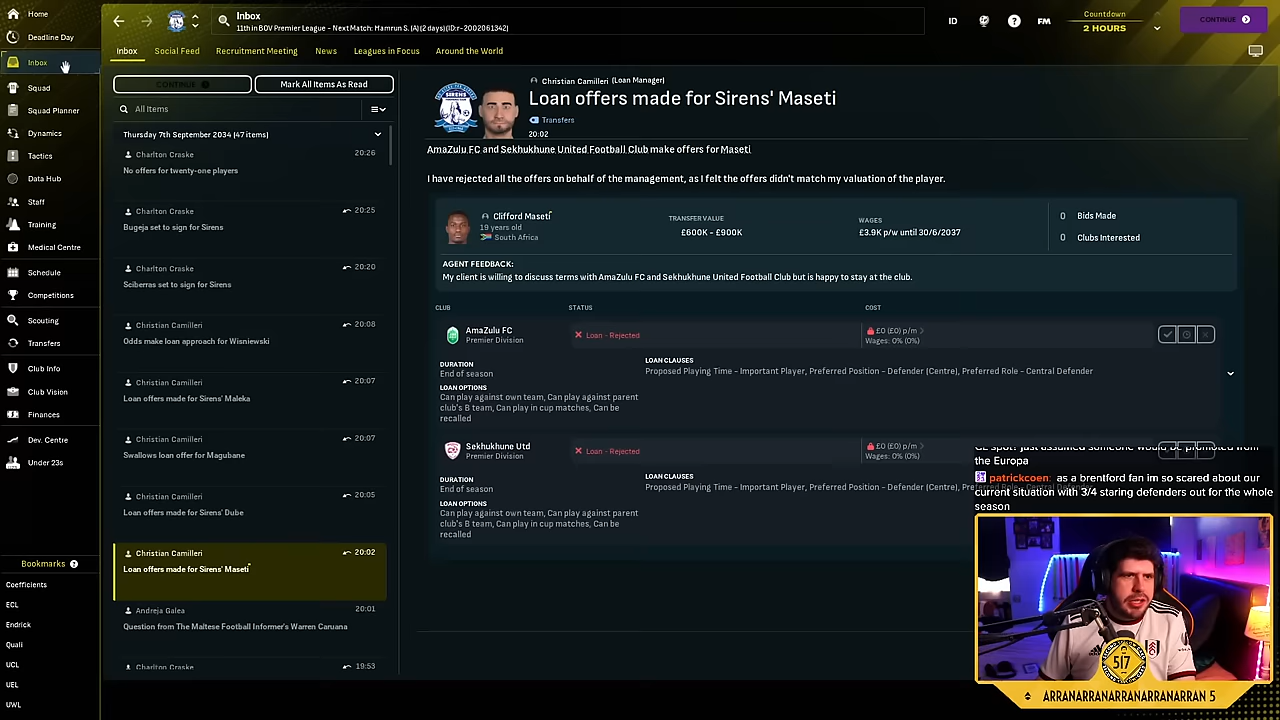 Home
Deadline Day
Inbox
Squad
Squad Planner
Dynamics
Tactics
Data Hub
Staff
Training
Medical Centre
Schedule
Competitions
Scouting
Transfers
Club Info
Club Vision
Finances
Dev. Centre
Under 23s
Bookmarks ?
Coefficients
ECL
Endrick
Quali
UCL
UEL
UWL
Inbox
11th in BOV Premier League - Next Match: Hamrun S. (A) (2 days) (ID:r-2002061342)
ID
?
FM
Countdown
2 HOURS
CONTINUE
Inbox
Social Feed
Recruitment Meeting
News
Leagues in Focus
Around the World
CONTINUE
Mark All Items As Read
All Items
Thursday 7th September 2034 (47 items)
Charlton Craske 20:26
No offers for twenty-one players
Charlton Craske 20:25
Bugeja set to sign for Sirens
Charlton Craske 20:20
Sciberras set to sign for Sirens
Christian Camilleri 20:08
Odds make loan approach for Wisniewski
Christian Camilleri 20:07
Loan offers made for Sirens' Maleka
Christian Camilleri 20:07
Swallows loan offer for Magubane
Christian Camilleri 20:05
Loan offers made for Sirens' Dube
Christian Camilleri 20:02
Loan offers made for Sirens' Maseti
Andreja Galea 20:01
Question from The Maltese Football Informer's Warren Caruana
Charlton Craske 19:53
SIRENS
Christian Camilleri (Loan Manager)
Loan offers made for Sirens' Maseti
Transfers
20:02
AmaZulu FC and Sekhukhune United Football Club make offers for Maseti
I have rejected all the offers on behalf of the management, as I felt the offers didn't match my valuation of the player.
Clifford Maseti
19 years old
South Africa
TRANSFER VALUE
£600K - £900K
WAGES
£3.9K p/w until 30/6/2037
0 Bids Made
0 Clubs Interested
AGENT FEEDBACK:
My client is willing to discuss terms with AmaZulu FC and Sekhukhune United Football Club but is happy to stay at the club.
CLUB
STATUS
COST
AmaZulu FC
Premier Division
Loan - Rejected
£0 (£0) p/m
Wages: 0% (0%)
DURATION
End of season
LOAN OPTIONS
Can play against own team, Can play against parent
club's B team, Can play in cup matches, Can be
recalled
LOAN CLAUSES
Proposed Playing Time - Important Player, Preferred Position - Defender (Centre), Preferred Role - Central Defender
Sekhukhune Utd
Premier Division
Loan - Rejected
£0 (£0) p/m
Wages: 0% (0%)
DURATION
End of season
LOAN OPTIONS
Can play against own team, Can play against parent
club's B team, Can play in cup matches, Can be
recalled
LOAN CLAUSES
Proposed Playing Time - Important Player, Preferred Position - Defender (Centre)
CL spot? just assumed someone would be promoted from
the Europa
patrickcoen: as a brentford fan im so scared about our
current situation with 3/4 staring defenders out for the whole
season
517
ARRANARRANARRANARRANARRAN 5